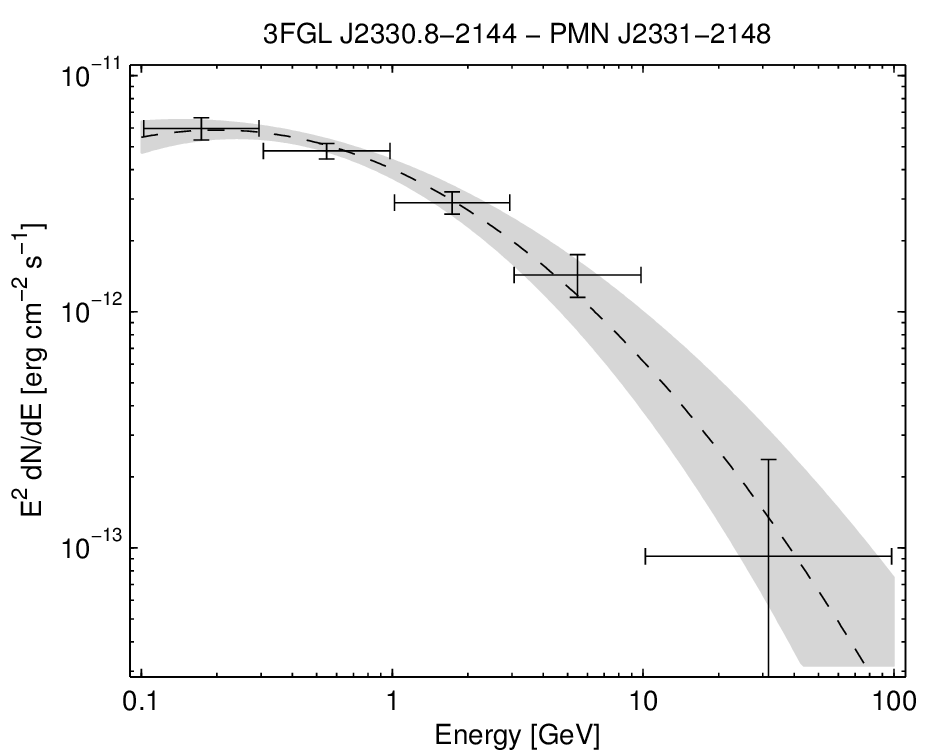 3FGL J2330.8−2144 − PMN J2331−2148
10⁻¹¹
10⁻¹²
10⁻¹³
E² dN/dE [erg cm⁻² s⁻¹]
0.1 1 10 100
Energy [GeV]